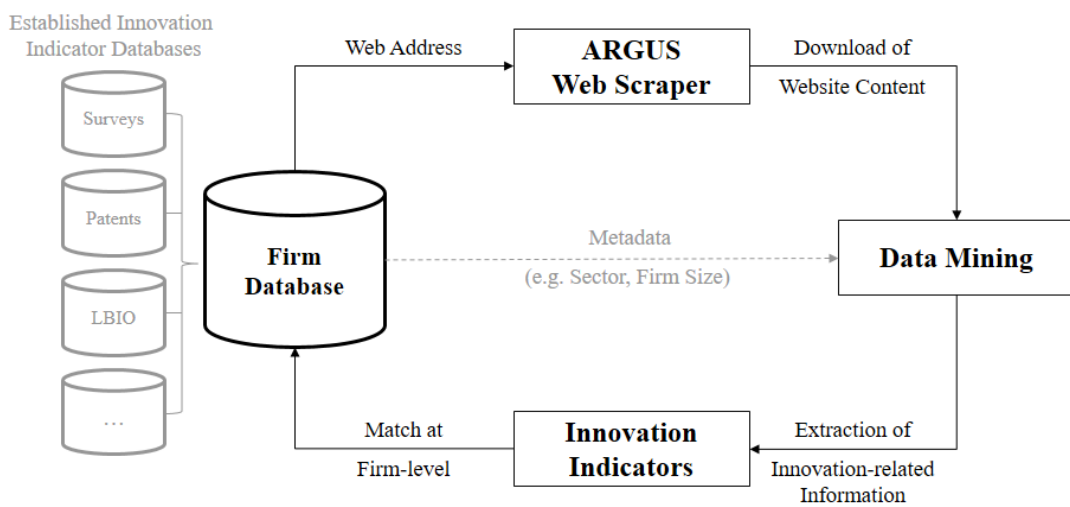 Established Innovation
Indicator Databases
Surveys
Patents
LBIO
...
Firm
Database
Web Address
ARGUS
Web Scraper
Download of
Website Content
Metadata
(e.g. Sector, Firm Size)
Data Mining
Extraction of
Innovation-related
Information
Innovation
Indicators
Match at
Firm-level